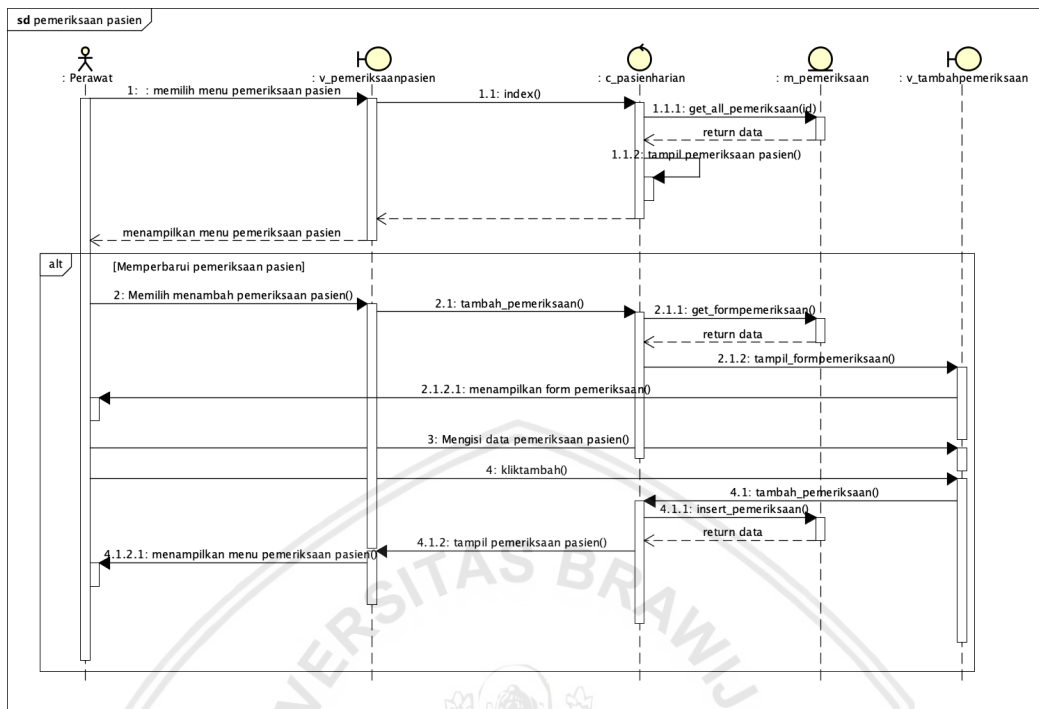 sd pemeriksaan pasien
: Perawat
: v_pemeriksaanpasien
: c_pasienharian
: m_pemeriksaan
: v_tambahpemeriksaan
1: : memilih menu pemeriksaan pasien
1.1: index()
1.1.1: get_all_pemeriksaan(id)
return data
1.1.2: tampil pemeriksaan pasien()
menampilkan menu pemeriksaan pasien
alt
[Memperbarui pemeriksaan pasien]
2: Memilih menambah pemeriksaan pasien()
2.1: tambah_pemeriksaan()
2.1.1: get_formpemeriksaan()
return data
2.1.2: tampil_formpemeriksaan()
2.1.2.1: menampilkan form pemeriksaan()
3: Mengisi data pemeriksaan pasien()
4: kliktambah()
4.1: tambah_pemeriksaan()
4.1.1: insert_pemeriksaan()
return data
4.1.2: tampil pemeriksaan pasien()
4.1.2.1: menampilkan menu pemeriksaan pasien()
VERSITAS BRAWIJ